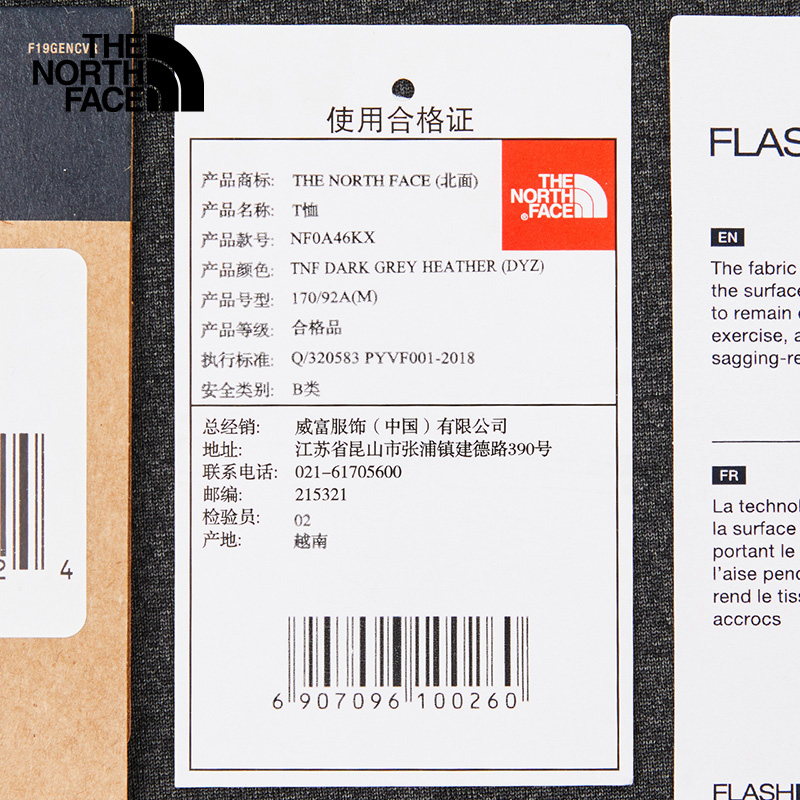 F19GENCVR
THE
NORTH
FACE
使用合格证
产品商标: THE NORTH FACE (北面)
产品名称: T恤
产品款号: NF0A46KX
产品颜色: TNF DARK GREY HEATHER (DYZ)
产品号型: 170/92A(M)
产品等级: 合格品
执行标准: Q/320583 PYVF001-2018
安全类别: B类
THE
NORTH
FACE
总经销: 威富服饰（中国）有限公司
地址: 江苏省昆山市张浦镇建德路390号
联系电话: 021-61705600
邮编: 215321
检验员: 02
产地: 越南
6 907096 100260
2 4
FLAS
EN
The fabric
the surface
to remain
exercise, a
sagging-re
FR
La technol
la surface
portant le
l'aise pend
rend le tiss
accrocs
FLASH